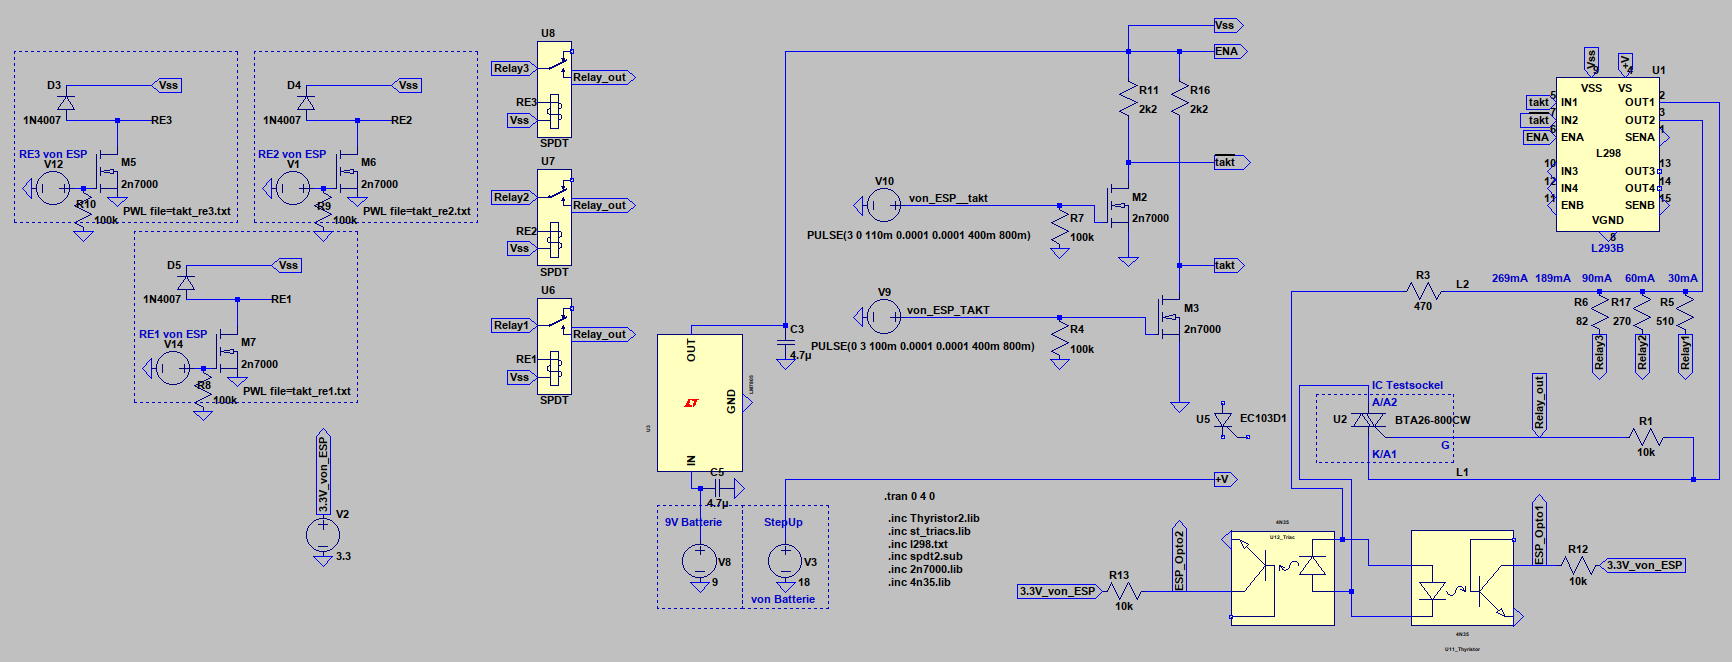 D3
Vss
1N4007
RE3
RE3 von ESP
V12
M5
2n7000
R10
100k
PWL file=takt_re3.txt
D4
Vss
1N4007
RE2
RE2 von ESP
V1
M6
2n7000
R9
100k
PWL file=takt_re2.txt
D5
Vss
1N4007
RE1
RE1 von ESP
V14
M7
2n7000
R8
100k
PWL file=takt_re1.txt
3.3V_von_ESP
V2
3.3
U8
Relay3
Relay_out
RE3
Vss
SPDT
U7
Relay2
Relay_out
RE2
Vss
SPDT
U6
Relay1
Relay_out
RE1
Vss
SPDT
U3
OUT
GND
IN
LM7805
C3
4.7µ
C5
4.7µ
9V Batterie
V8
9
StepUp
V3
18
von Batterie
Vss
ENA
R11
2k2
R16
2k2
takt
V10
von_ESP__takt
PULSE(3 0 110m 0.0001 0.0001 400m 800m)
R7
100k
M2
2n7000
takt
V9
von_ESP_TAKT
PULSE(0 3 100m 0.0001 0.0001 400m 800m)
R4
100k
M3
2n7000
U5
EC103D1
+V
.tran 0 4 0
.inc Thyristor2.lib
.inc st_triacs.lib
.inc l298.txt
.inc spdt2.sub
.inc 2n7000.lib
.inc 4n35.lib
Vss
9
+V
4
U1
VSS
VS
takt
5
IN1
OUT1
2
takt
7
IN2
OUT2
3
ENA
6
ENA
SENA
1
L298
10
IN3
OUT3
13
12
IN4
OUT4
14
11
ENB
SENB
15
VGND
8
L293B
R3
470
L2
269mA
189mA
90mA
60mA
30mA
R6
82
R17
270
R5
510
Relay3
Relay2
Relay1
IC Testsockel
A/A2
U2
BTA26-800CW
G
K/A1
Relay_out
R1
10k
L1
3.3V_von_ESP
R13
10k
ESP_Opto2
4N35
U12_Triac
ESP_Opto1
R12
10k
3.3V_von_ESP
4N35
U11_Thyristor